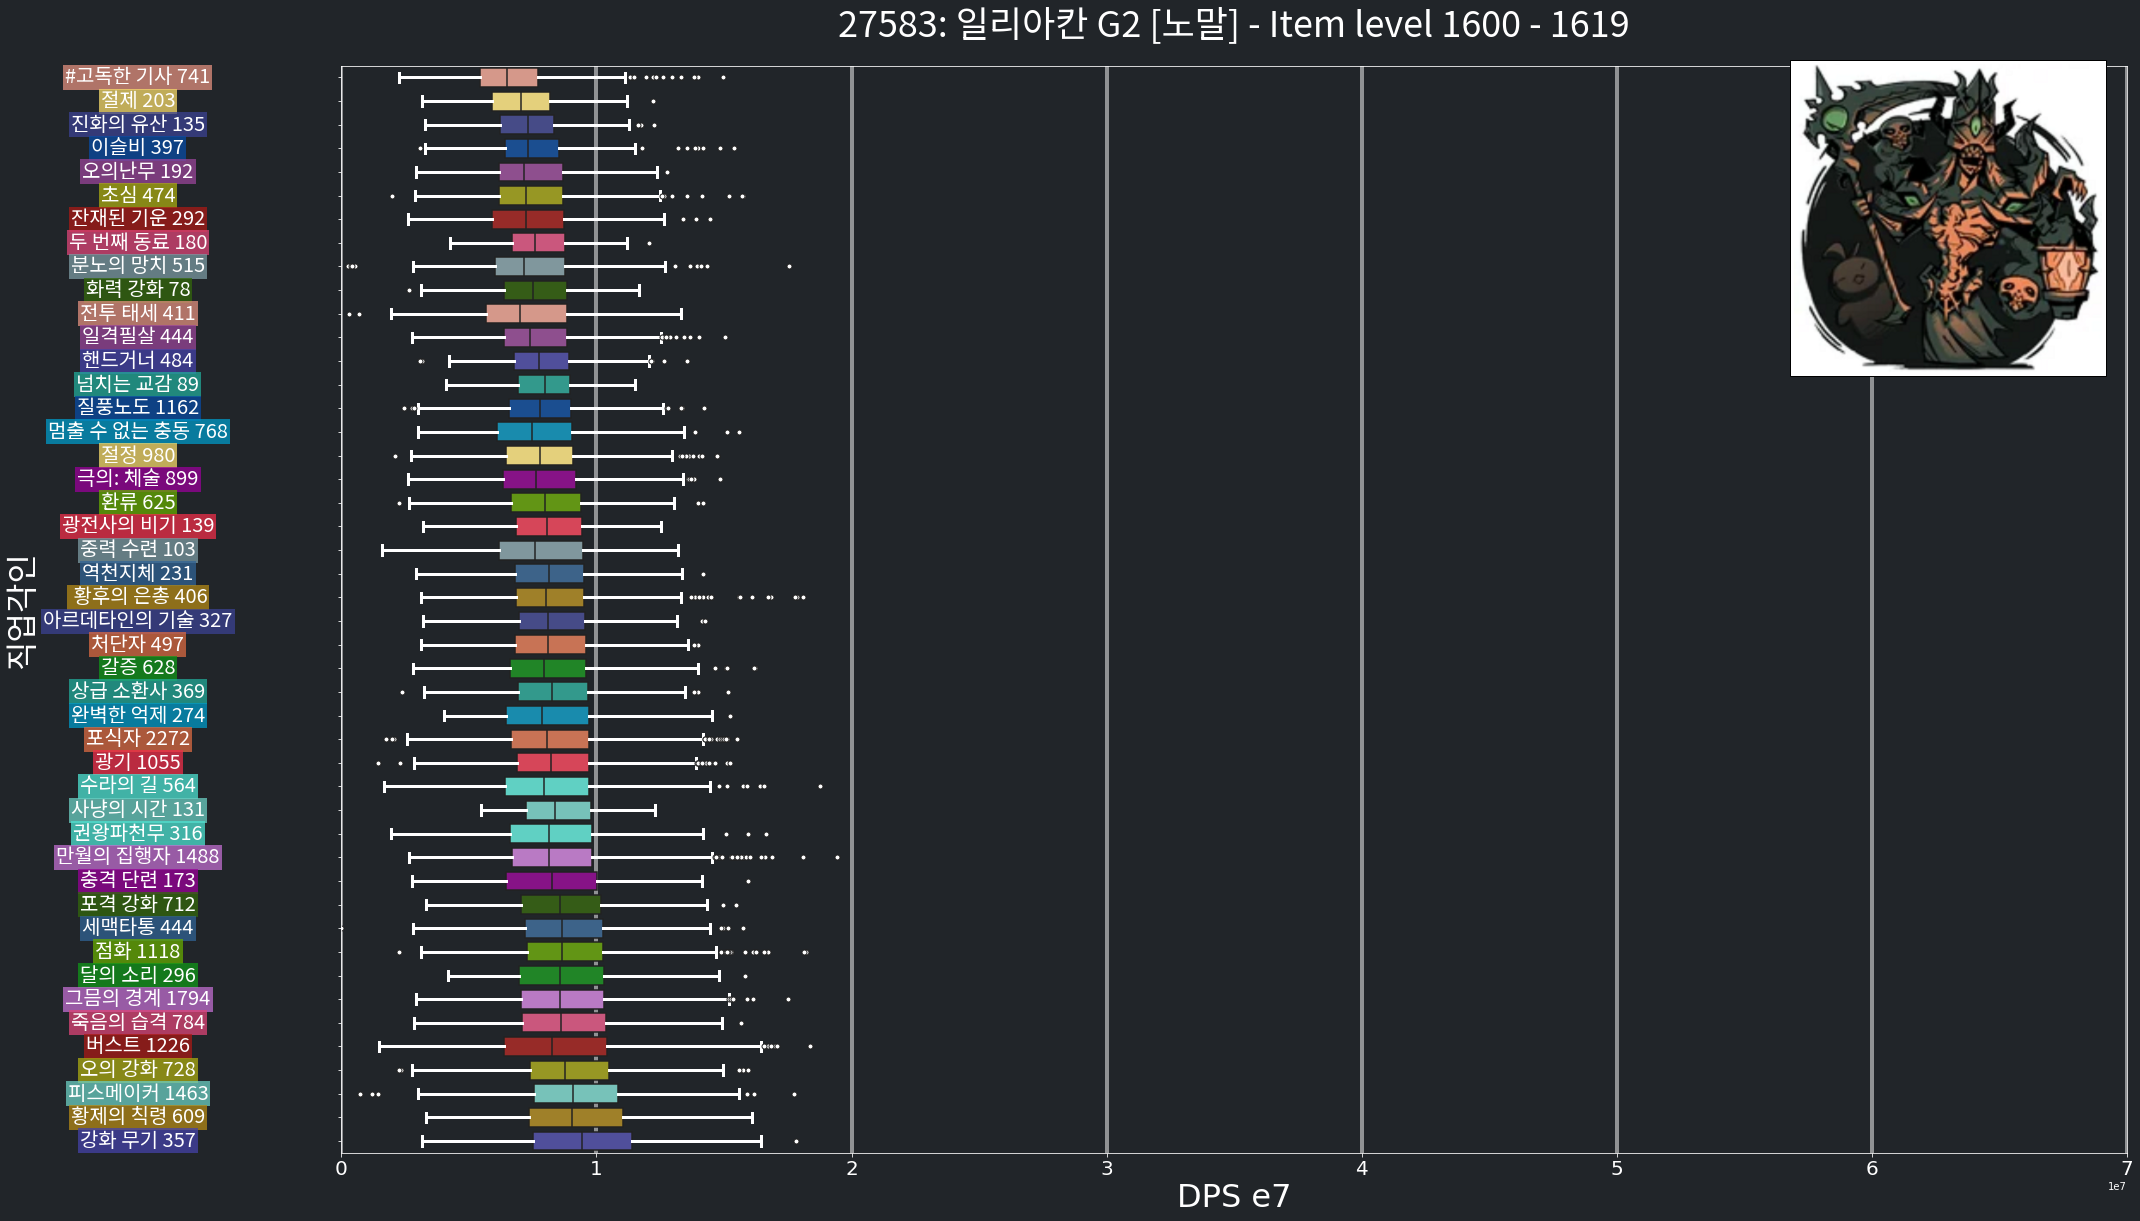 27583: 일리아칸 G2 [노말] - Item level 1600 - 1619
#고독한 기사 741
절제 203
진화의 유산 135
이슬비 397
오의난무 192
초심 474
잔재된 기운 292
두 번째 동료 180
분노의 망치 515
화력 강화 78
전투 태세 411
일격필살 444
핸드거너 484
넘치는 교감 89
질풍노도 1162
멈출 수 없는 충동 768
절정 980
극의: 체술 899
환류 625
광전사의 비기 139
중력 수련 103
역천지체 231
황후의 은총 406
아르데타인의 기술 327
처단자 497
갈증 628
상급 소환사 369
완벽한 억제 274
포식자 2272
광기 1055
수라의 길 564
사냥의 시간 131
권왕파천무 316
만월의 집행자 1488
충격 단련 173
포격 강화 712
세맥타통 444
점화 1118
달의 소리 296
그믐의 경계 1794
죽음의 습격 784
버스트 1226
오의 강화 728
피스메이커 1463
황제의 칙령 609
강화 무기 357
직업각인
0 1 2 3 4 5 6 7
DPS e7
1e7